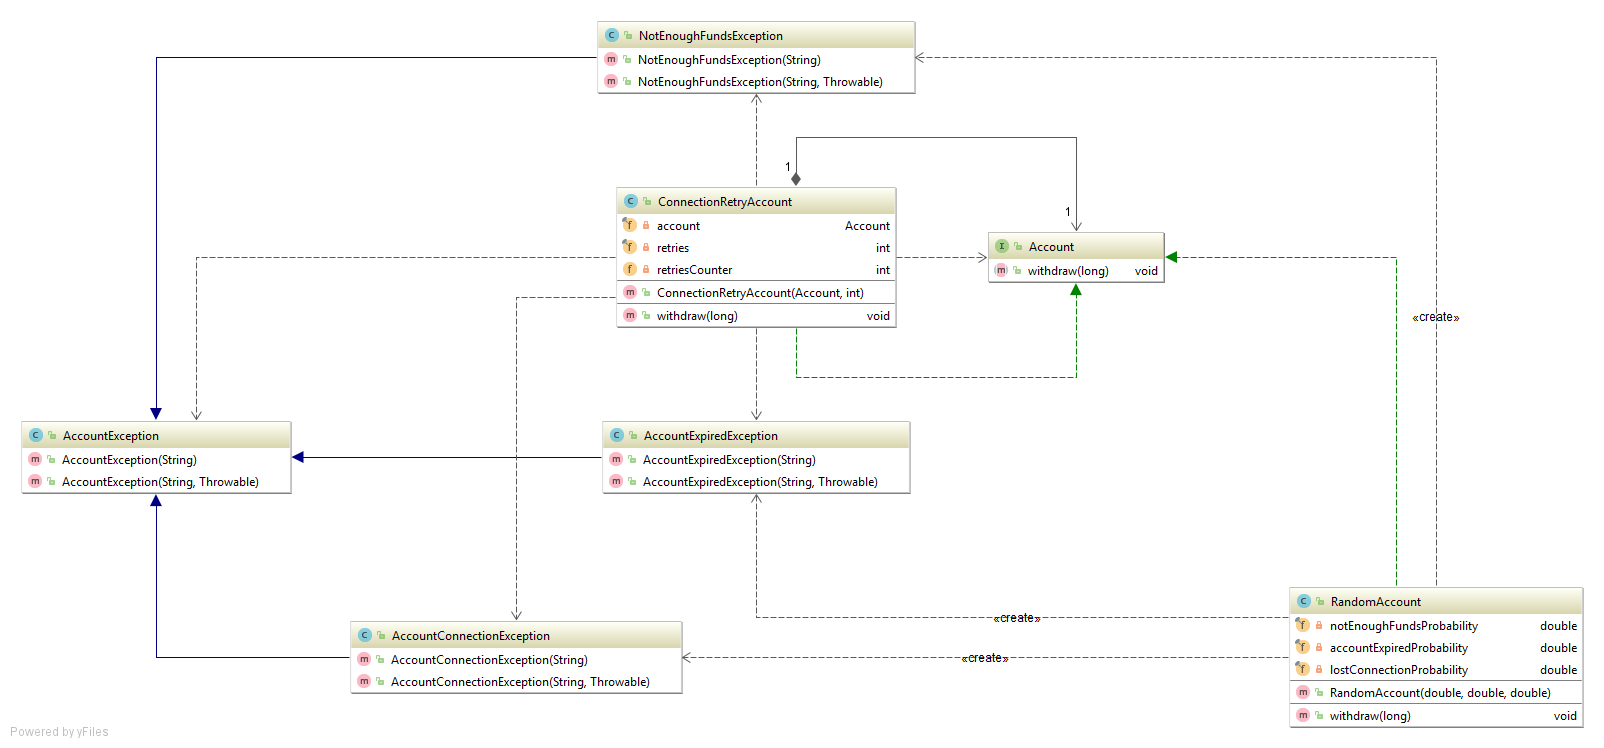 NotEnoughFundsException
NotEnoughFundsException(String)
NotEnoughFundsException(String, Throwable)
1
ConnectionRetryAccount
account Account
retries int
retriesCounter int
ConnectionRetryAccount(Account, int)
withdraw(long) void
1
Account
withdraw(long) void
«create»
AccountException
AccountException(String)
AccountException(String, Throwable)
AccountExpiredException
AccountExpiredException(String)
AccountExpiredException(String, Throwable)
«create»
«create»
AccountConnectionException
AccountConnectionException(String)
AccountConnectionException(String, Throwable)
RandomAccount
notEnoughFundsProbability double
accountExpiredProbability double
lostConnectionProbability double
RandomAccount(double, double, double)
withdraw(long) void
Powered by yFiles